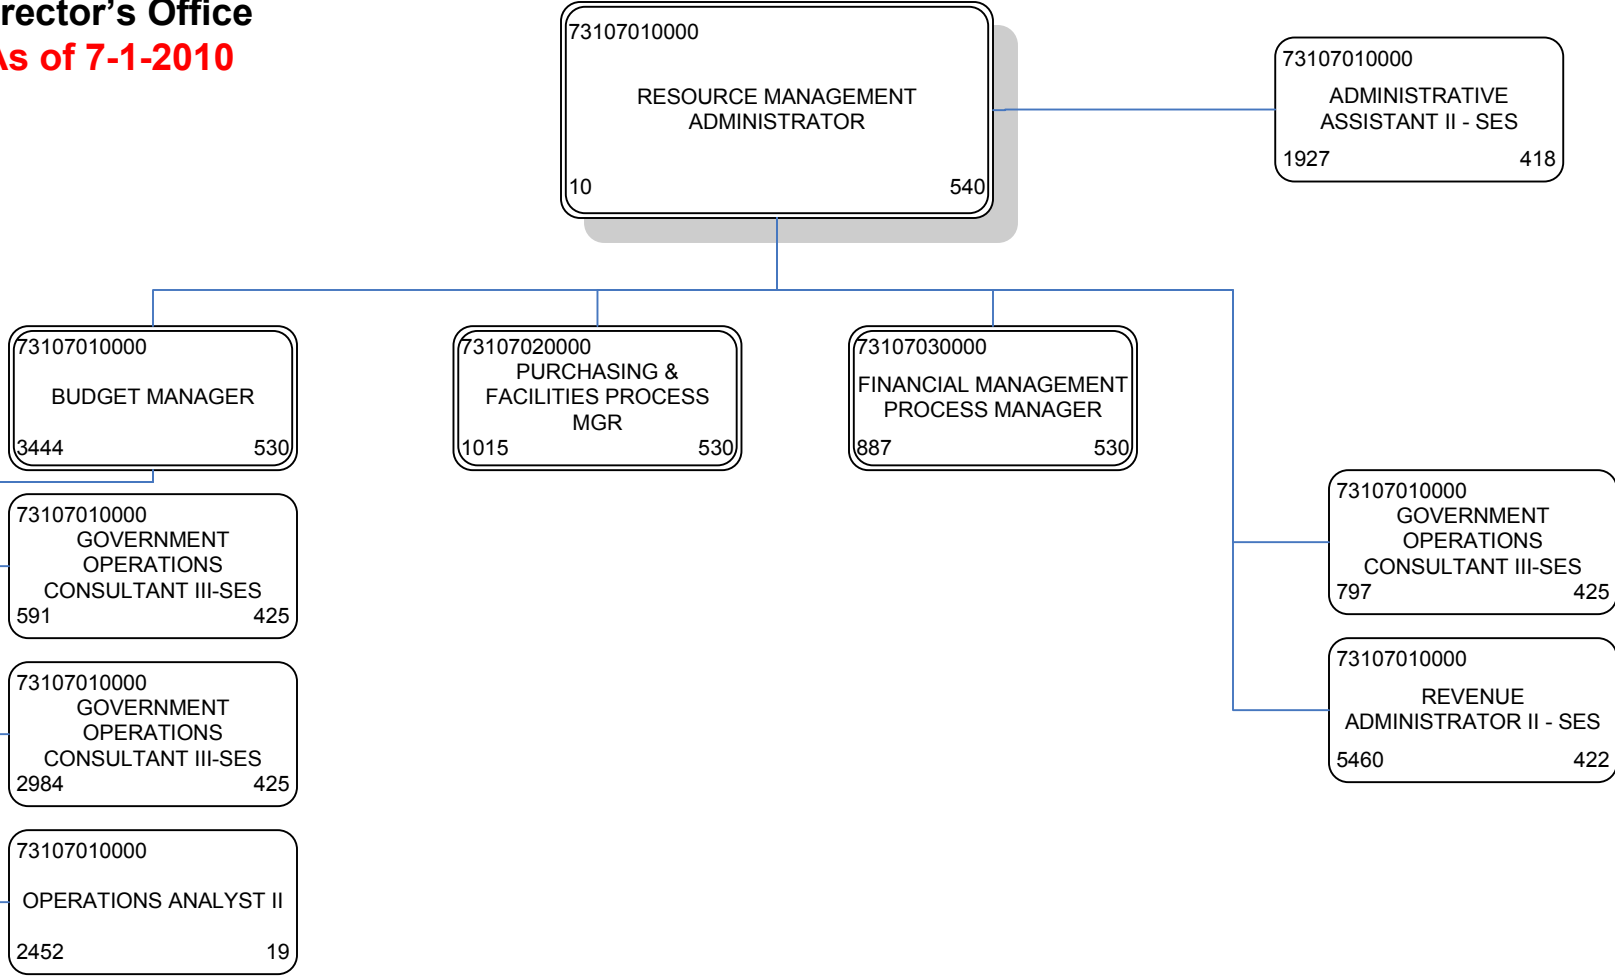 rector's Office
As of 7-1-2010
73107010000
RESOURCE MANAGEMENT
ADMINISTRATOR
10 540
73107010000
ADMINISTRATIVE
ASSISTANT II - SES
1927 418
73107010000
BUDGET MANAGER
3444 530
73107020000
PURCHASING &
FACILITIES PROCESS
MGR
1015 530
73107030000
FINANCIAL MANAGEMENT
PROCESS MANAGER
887 530
73107010000
GOVERNMENT
OPERATIONS
CONSULTANT III-SES
591 425
73107010000
GOVERNMENT
OPERATIONS
CONSULTANT III-SES
797 425
73107010000
GOVERNMENT
OPERATIONS
CONSULTANT III-SES
2984 425
73107010000
REVENUE
ADMINISTRATOR II - SES
5460 422
73107010000
OPERATIONS ANALYST II
2452 19